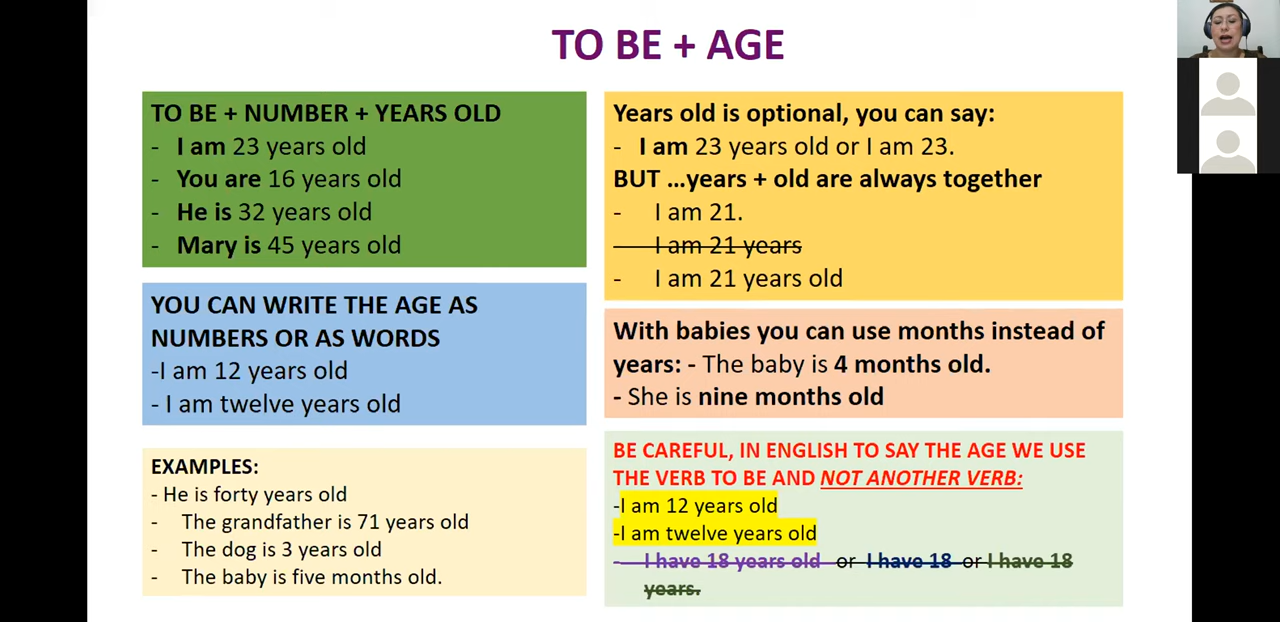 TO BE + AGE
TO BE + NUMBER + YEARS OLD
- I am 23 years old
- You are 16 years old
- He is 32 years old
- Mary is 45 years old
YOU CAN WRITE THE AGE AS
NUMBERS OR AS WORDS
-I am 12 years old
- I am twelve years old
EXAMPLES:
- He is forty years old
- The grandfather is 71 years old
- The dog is 3 years old
- The baby is five months old.
Years old is optional, you can say:
- I am 23 years old or I am 23.
BUT ...years + old are always together
- I am 21.
- I am 21 years
- I am 21 years old
With babies you can use months instead of
years: - The baby is 4 months old.
- She is nine months old
BE CAREFUL, IN ENGLISH TO SAY THE AGE WE USE
THE VERB TO BE AND NOT ANOTHER VERB:
-I am 12 years old
-I am twelve years old
- I have 18 years old or I have 18 or I have 18
years.